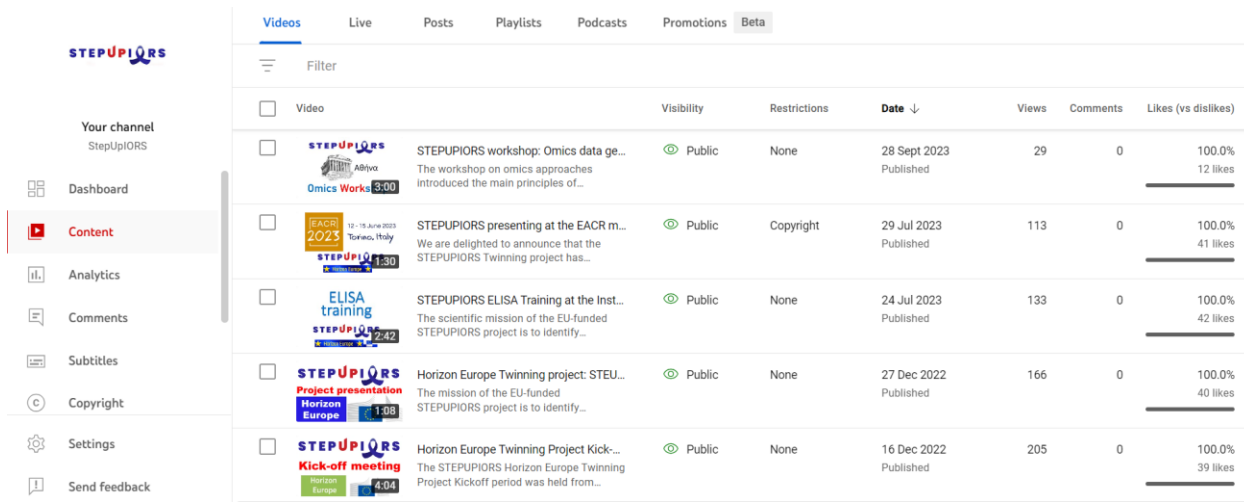 Videos Live Posts Playlists Podcasts Promotions Beta
STEPUPIORS
Filter
Video Visibility Restrictions Date ↓ Views Comments Likes (vs dislikes)
Your channel
StepUpIORS
Dashboard
Content
Analytics
Comments
Subtitles
Copyright
Settings
Send feedback
STEPUPIORS
Αθήνα
Omics Works 3:00
STEPUPIORS workshop: Omics data ge... Public None 28 Sept 2023 29 0 100.0%
The workshop on omics approaches Published 12 likes
introduced the main principles of...
EACR 12 - 15 June 2023
2023 Torino, Italy
STEPUPIORS 1:30
Horizon Europe
STEPUPIORS presenting at the EACR m... Public Copyright 29 Jul 2023 113 0 100.0%
We are delighted to announce that the Published 41 likes
STEPUPIORS Twinning project has...
ELISA
training
STEPUPIORS 2:42
STEPUPIORS ELISA Training at the Inst... Public None 24 Jul 2023 133 0 100.0%
The scientific mission of the EU-funded Published 42 likes
STEPUPIORS project is to identify...
STEPUPIORS
Project presentation
Horizon
Europe 1:08
Horizon Europe Twinning project: STEU... Public None 27 Dec 2022 166 0 100.0%
The mission of the EU-funded Published 40 likes
STEPUPIORS project is to identify...
STEPUPIORS
Kick-off meeting
Horizon
Europe 4:04
Horizon Europe Twinning Project Kick-... Public None 16 Dec 2022 205 0 100.0%
The STEPUPIORS Horizon Europe Twinning Published 39 likes
Project Kickoff period was held from...